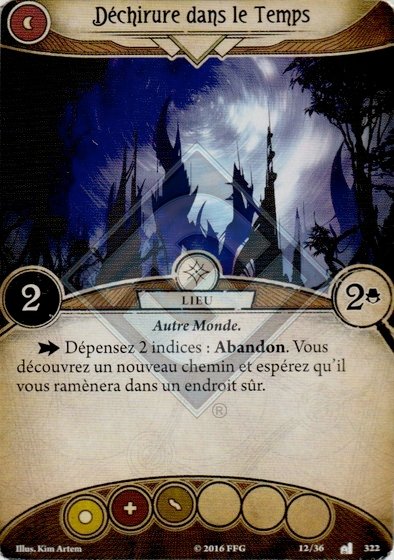 Déchirure dans le Temps
2
LIEU
2
Autre Monde.
Dépensez 2 indices : Abandon. Vous
découvrez un nouveau chemin et espérez qu'il
vous ramènera dans un endroit sûr.
®
Illus. Kim Artem
© 2016 FFG
12/36
322